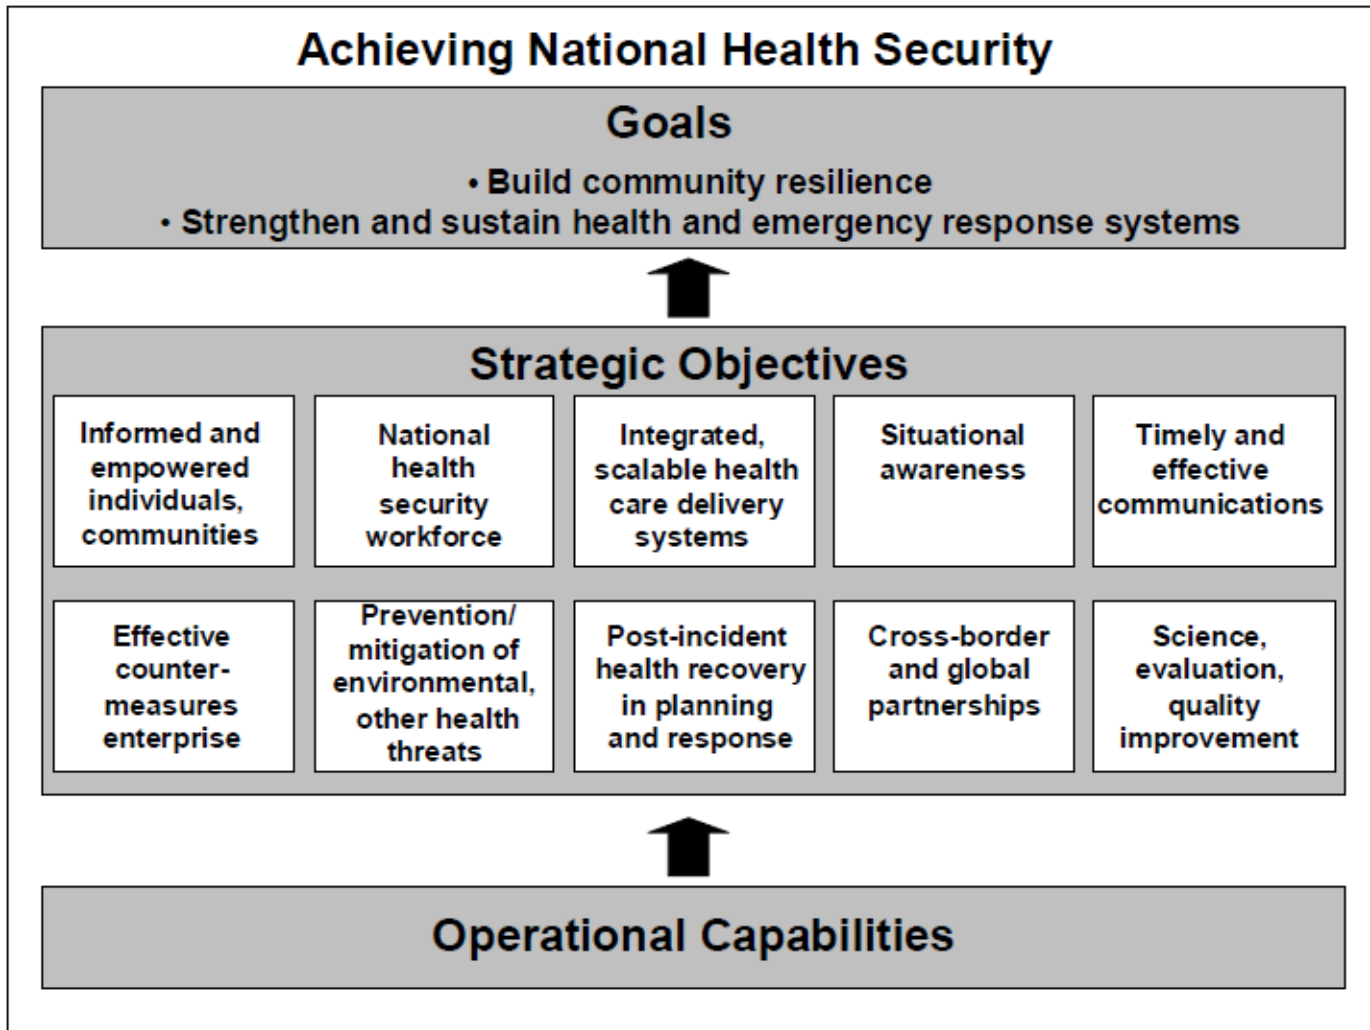 Achieving National Health Security
Goals
• Build community resilience
• Strengthen and sustain health and emergency response systems
Strategic Objectives
Informed and
empowered
individuals,
communities
National
health
security
workforce
Integrated,
scalable health
care delivery
systems
Situational
awareness
Timely and
effective
communications
Effective
counter-
measures
enterprise
Prevention/
mitigation of
environmental,
other health
threats
Post-incident
health recovery
in planning
and response
Cross-border
and global
partnerships
Science,
evaluation,
quality
improvement
Operational Capabilities